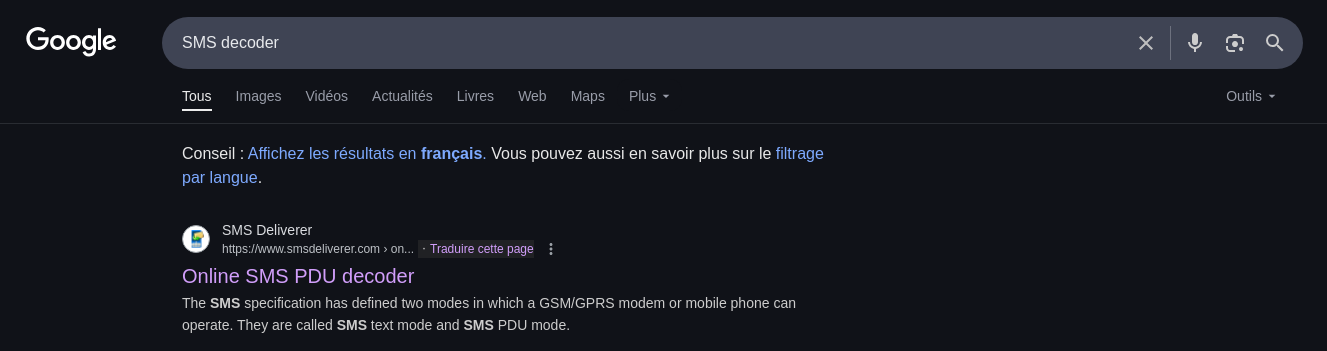 Google
SMS decoder
Tous Images Vidéos Actualités Livres Web Maps Plus Outils
Conseil : Affichez les résultats en français. Vous pouvez aussi en savoir plus sur le filtrage
par langue.
SMS Deliverer
https://www.smsdeliverer.com › on... · Traduire cette page
Online SMS PDU decoder
The SMS specification has defined two modes in which a GSM/GPRS modem or mobile phone can
operate. They are called SMS text mode and SMS PDU mode.